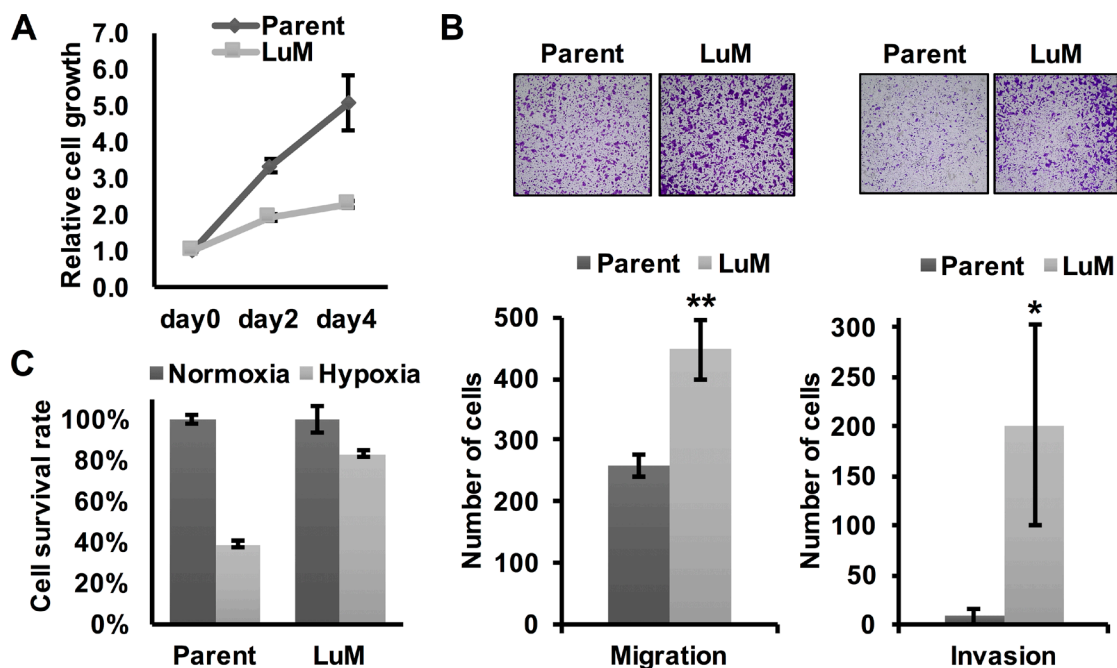 A
Parent
LuM
Relative cell growth
7.0
6.0
5.0
4.0
3.0
2.0
1.0
0.0
day0 day2 day4
B
Parent LuM
Parent LuM
Parent LuM
Number of cells
500
400
300
200
100
0
**
Migration
Parent LuM
Number of cells
300
250
200
150
100
50
0
*
Invasion
C
Normoxia Hypoxia
Cell survival rate
100%
80%
60%
40%
20%
0%
Parent LuM